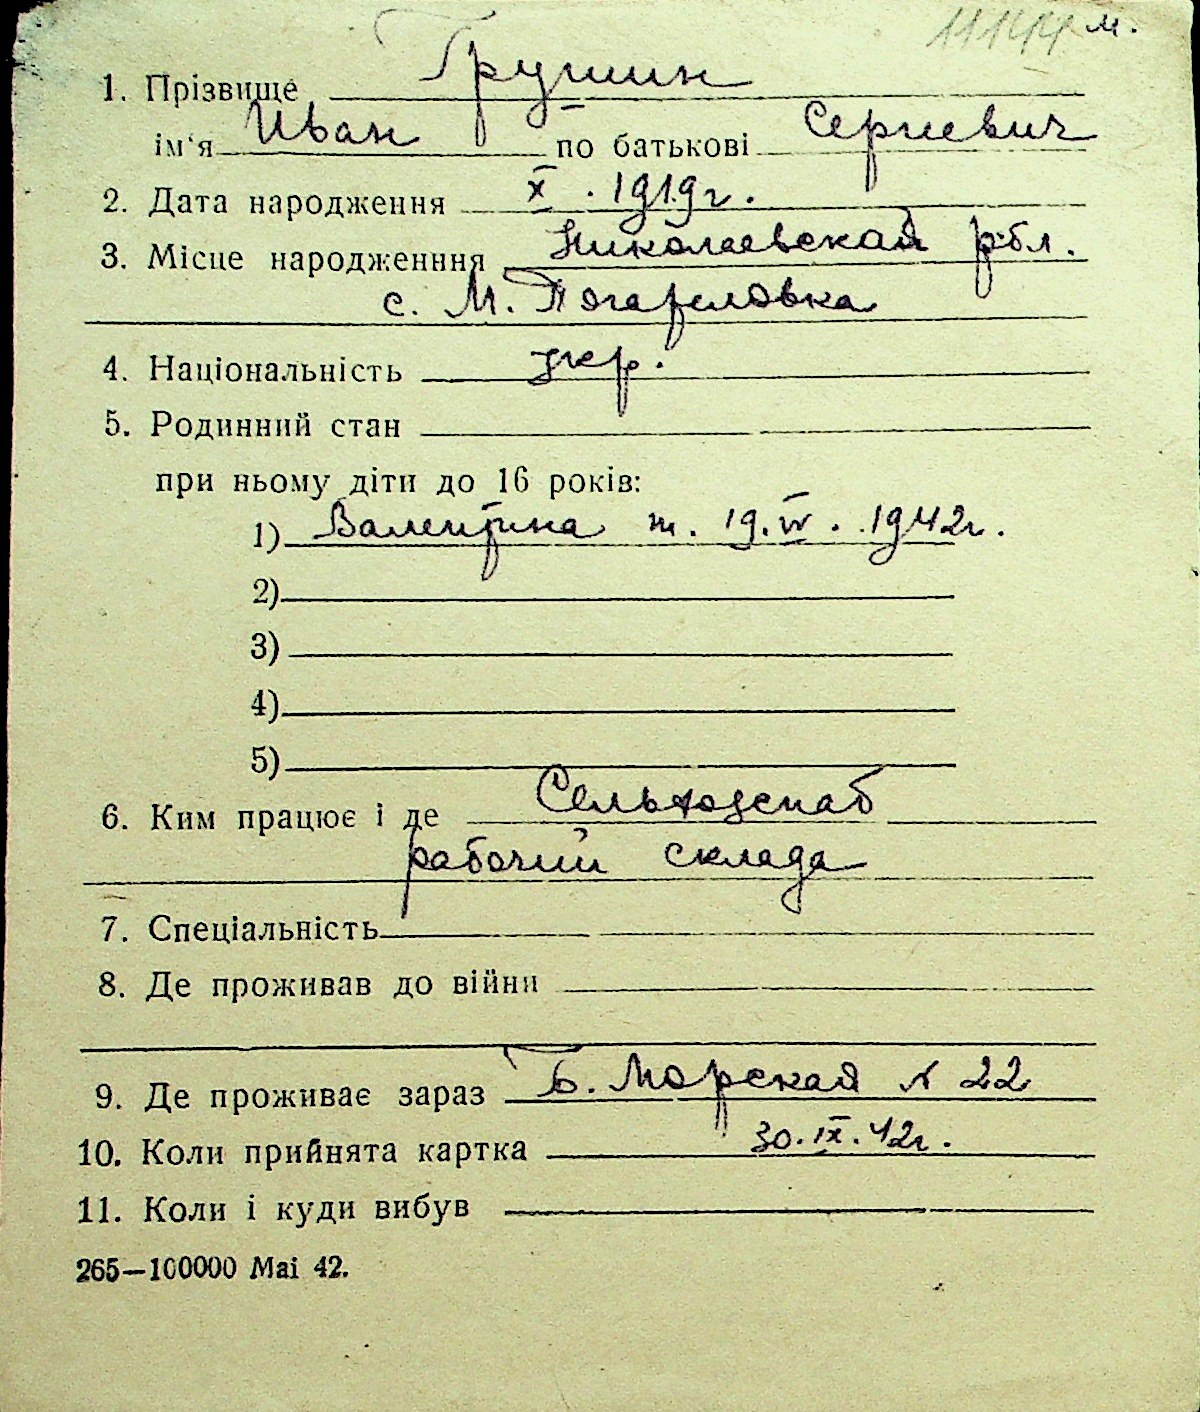 11144 м.
1. Прізвище Грушин
ім'я Иван по батькові Сергиевич
2. Дата народження X. 1919г.
3. Місце народженння Николаевская обл.
с. М. Погареловка
4. Національність укр.
5. Родинний стан
при ньому діти до 16 років:
1) Валентина ж. 19. IV. 1942г.
2)
3)
4)
5)
6. Ким працює і де Сельхозснаб
рабочий склада
7. Спеціальність
8. Де проживав до війни
9. Де проживає зараз Б. Морская № 22
10. Коли прийнята картка 30. IX. 42г.
11. Коли і куди вибув
265—100000 Маі 42.